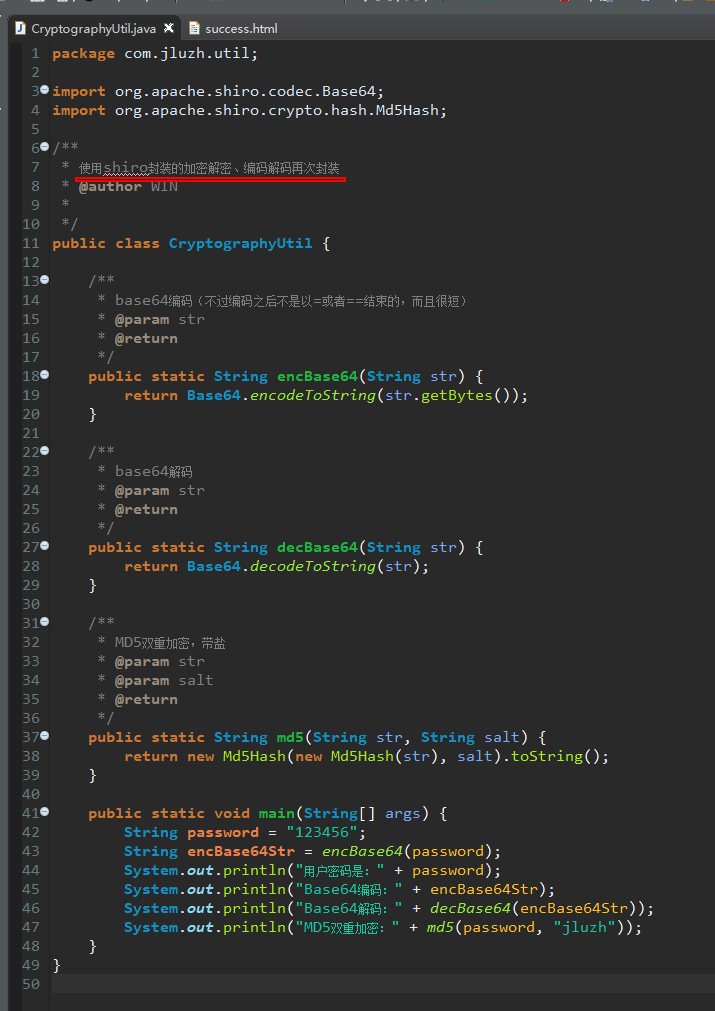 CryptographyUtil.java success.html
1 package com.jluzh.util;
2
3 import org.apache.shiro.codec.Base64;
4 import org.apache.shiro.crypto.hash.Md5Hash;
5
6 /**
7 * 使用shiro封装的加密解密、编码解码再次封装
8 * @author WIN
9 *
10 */
11 public class CryptographyUtil {
12
13 /**
14 * base64编码（不过编码之后不是以=或者==结束的，而且很短）
15 * @param str
16 * @return
17 */
18 public static String encBase64(String str) {
19 return Base64.encodeToString(str.getBytes());
20 }
21
22 /**
23 * base64解码
24 * @param str
25 * @return
26 */
27 public static String decBase64(String str) {
28 return Base64.decodeToString(str);
29 }
30
31 /**
32 * MD5双重加密，带盐
33 * @param str
34 * @param salt
35 * @return
36 */
37 public static String md5(String str, String salt) {
38 return new Md5Hash(new Md5Hash(str), salt).toString();
39 }
40
41 public static void main(String[] args) {
42 String password = "123456";
43 String encBase64Str = encBase64(password);
44 System.out.println("用户密码是：" + password);
45 System.out.println("Base64编码：" + encBase64Str);
46 System.out.println("Base64解码：" + decBase64(encBase64Str));
47 System.out.println("MD5双重加密：" + md5(password, "jluzh"));
48 }
49 }
50